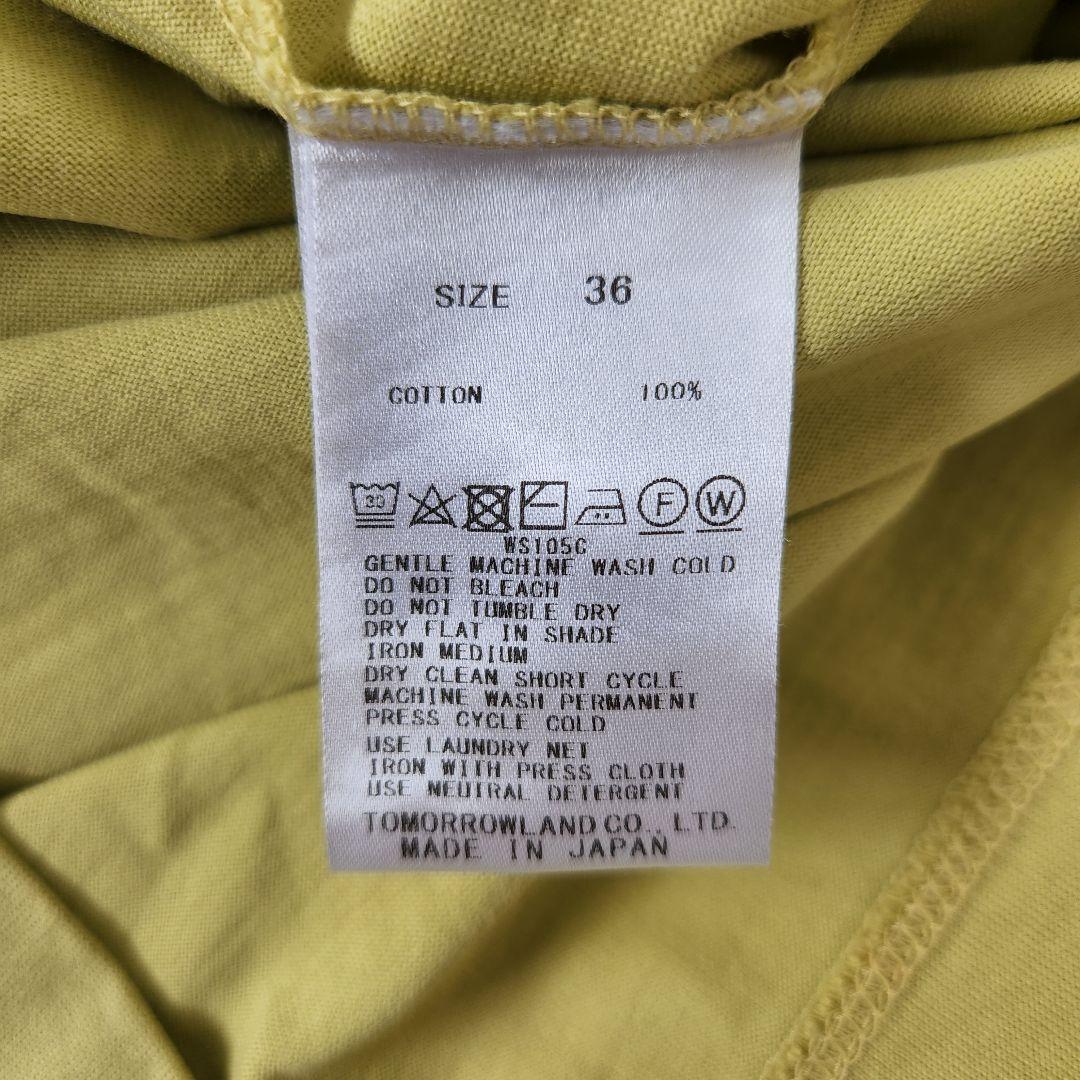 SIZE 36
COTTON 100%
30 F W
WS105C
GENTLE MACHINE WASH COLD
DO NOT BLEACH
DO NOT TUMBLE DRY
DRY FLAT IN SHADE
IRON MEDIUM
DRY CLEAN SHORT CYCLE
MACHINE WASH PERMANENT
PRESS CYCLE COLD
USE LAUNDRY NET
IRON WITH PRESS CLOTH
USE NEUTRAL DETERGENT
TOMORROWLAND CO., LTD.
MADE IN JAPAN